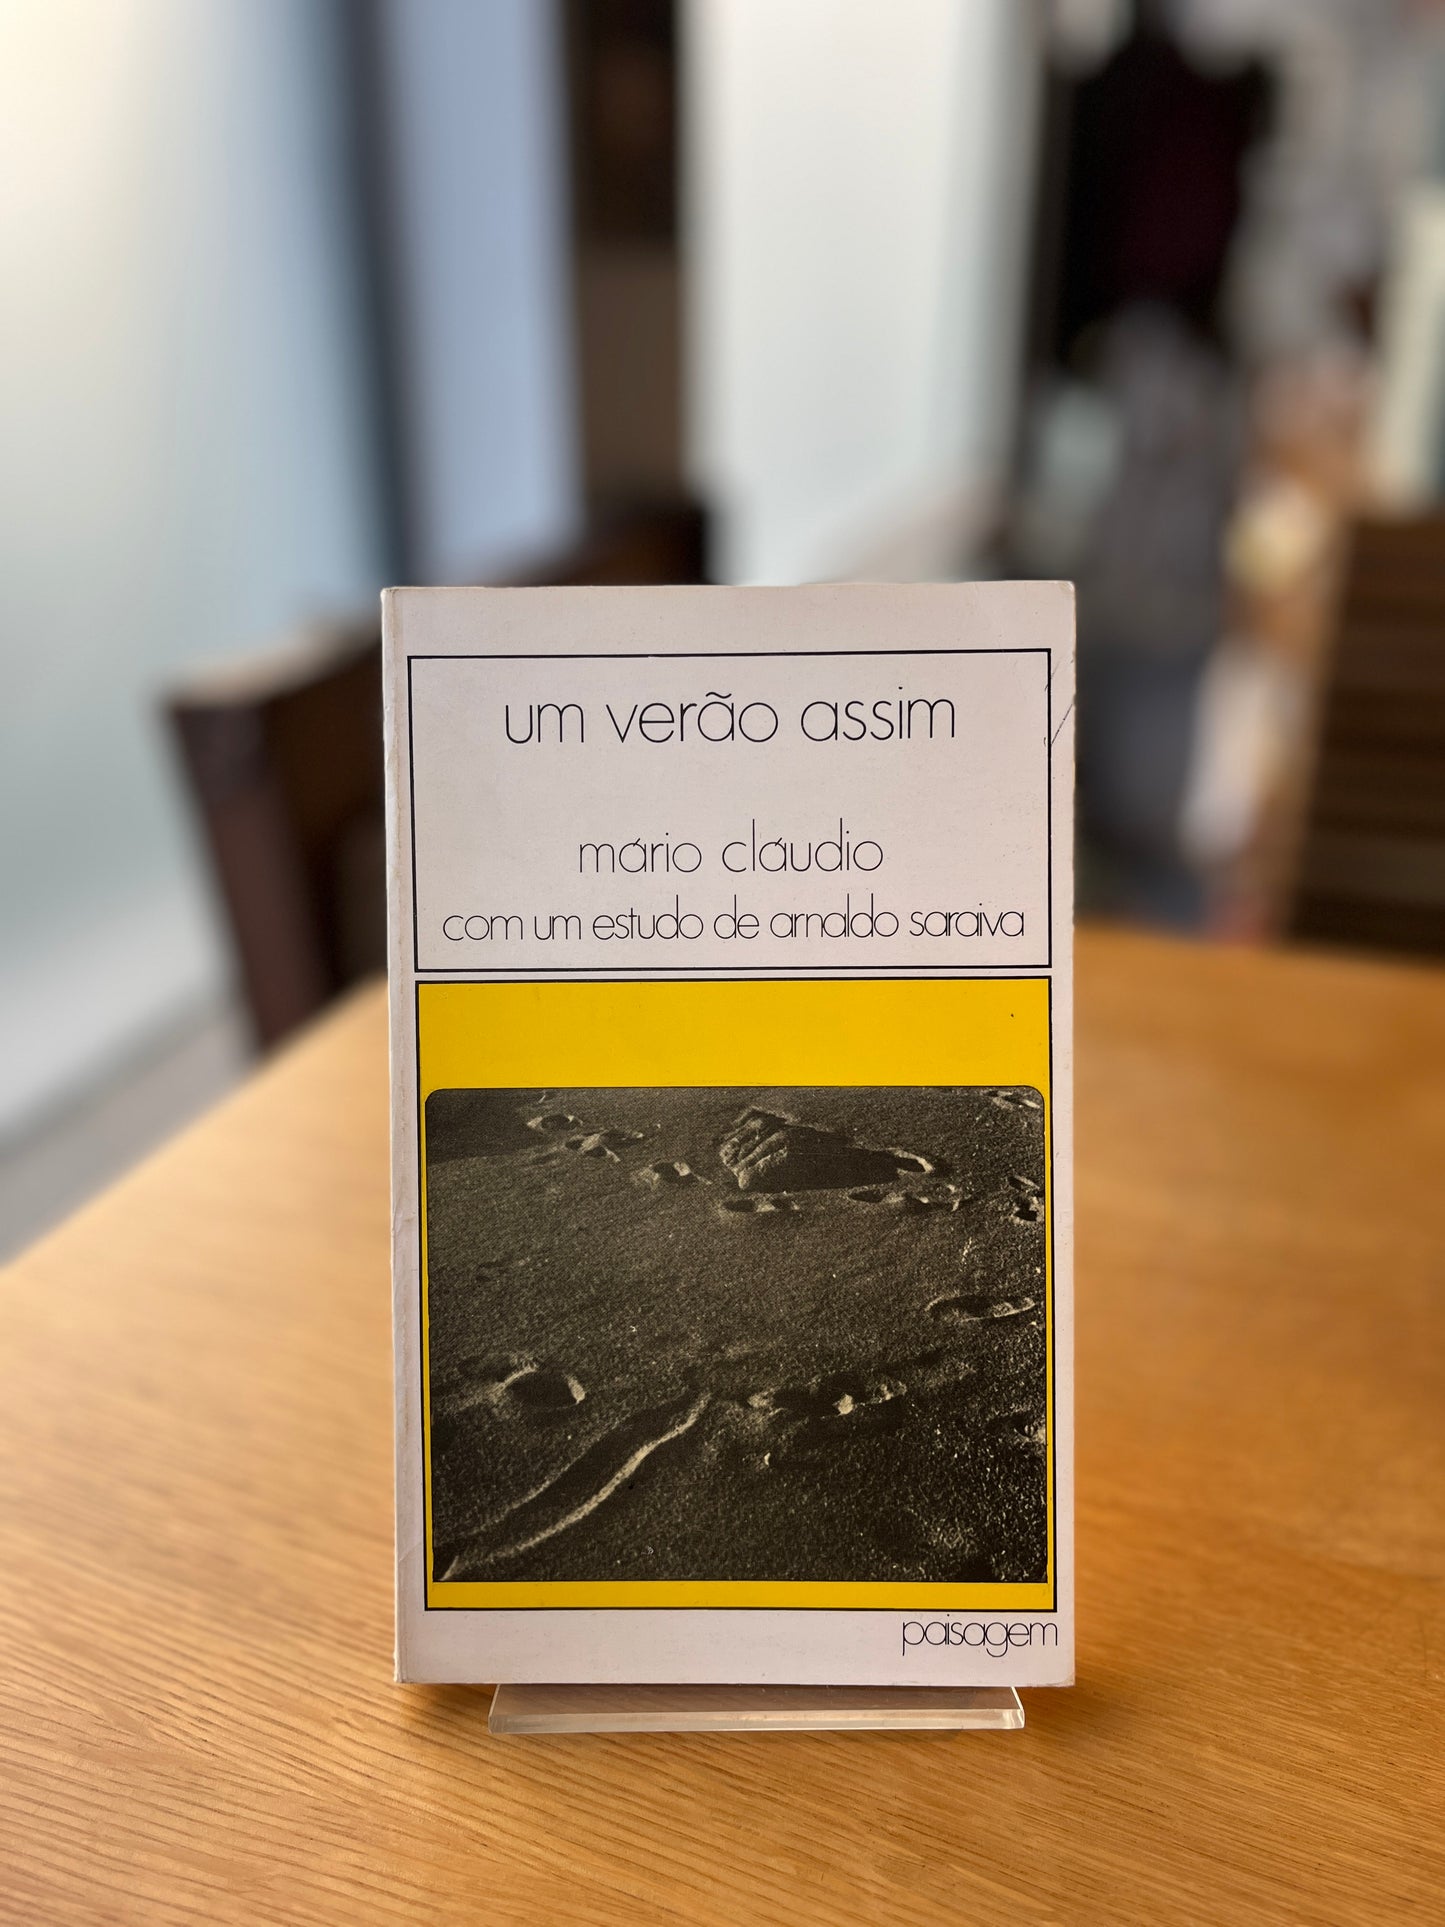 um verão assim
mário cláudio
com um estudo de arnaldo saraiva
paisagem